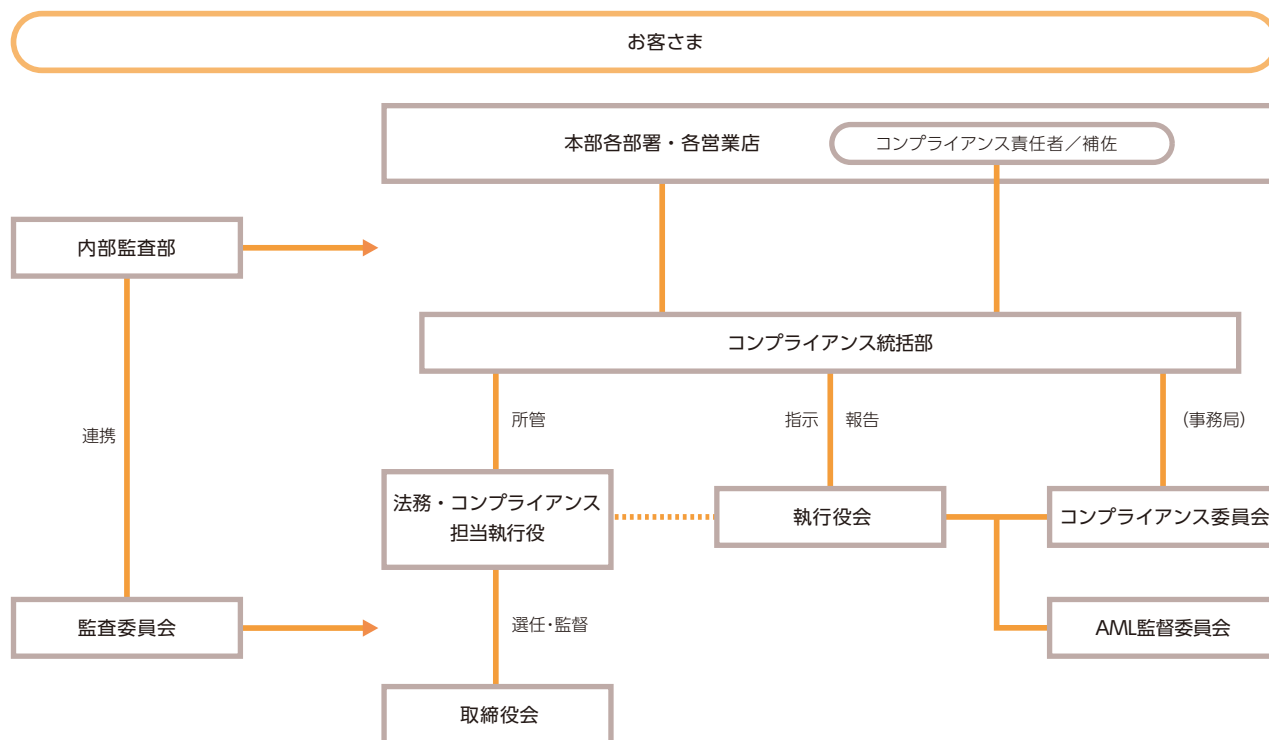 お客さま
本部各部署・各営業店
コンプライアンス責任者／補佐
内部監査部
コンプライアンス統括部
連携
所管
指示
報告
(事務局)
法務・コンプライアンス
担当執行役
執行役会
コンプライアンス委員会
監査委員会
選任・監督
AML監督委員会
取締役会